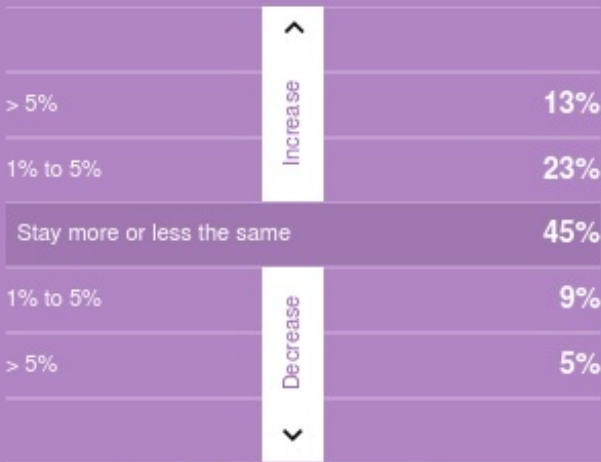 > 5% 13%
Increase
1% to 5% 23%
Stay more or less the same 45%
1% to 5% 9%
Decrease
> 5% 5%